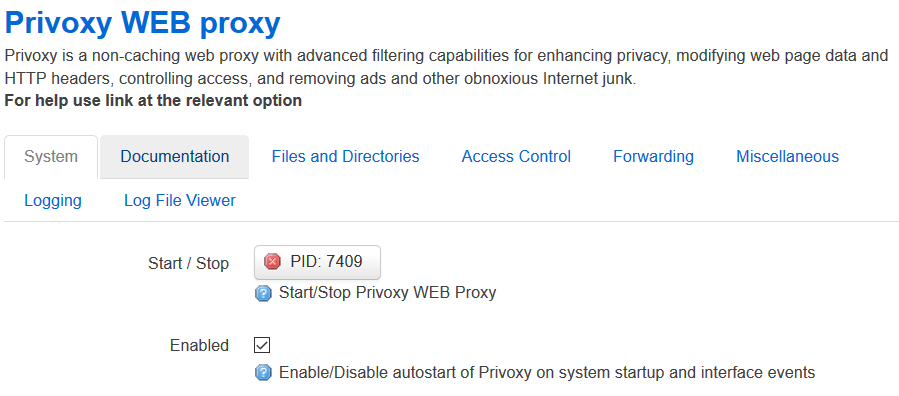 Privoxy WEB proxy
Privoxy is a non-caching web proxy with advanced filtering capabilities for enhancing privacy, modifying web page data and
HTTP headers, controlling access, and removing ads and other obnoxious Internet junk.
For help use link at the relevant option
System Documentation Files and Directories Access Control Forwarding Miscellaneous
Logging Log File Viewer
Start / Stop PID: 7409
Start/Stop Privoxy WEB Proxy
Enabled
Enable/Disable autostart of Privoxy on system startup and interface events